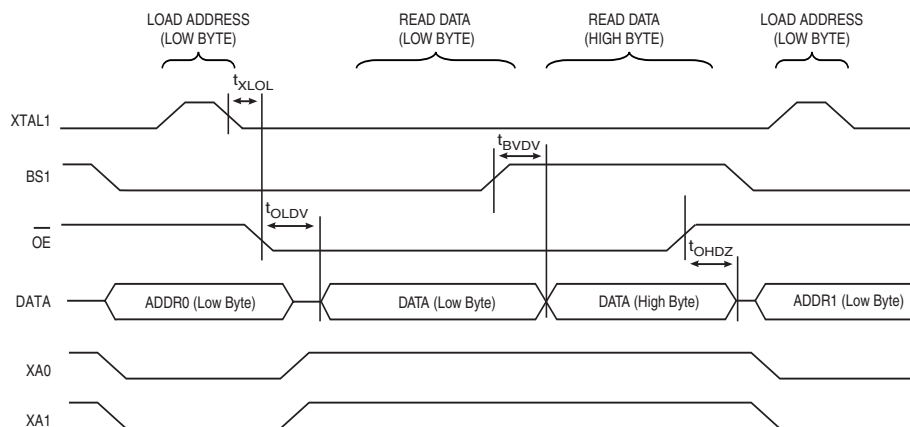 LOAD ADDRESS
(LOW BYTE)
READ DATA
(LOW BYTE)
READ DATA
(HIGH BYTE)
LOAD ADDRESS
(LOW BYTE)
tXLOL
XTAL1
tBVDV
BS1
tOLDV
OE
tOHDZ
DATA
ADDR0 (Low Byte)
DATA (Low Byte)
DATA (High Byte)
ADDR1 (Low Byte)
XA0
XA1